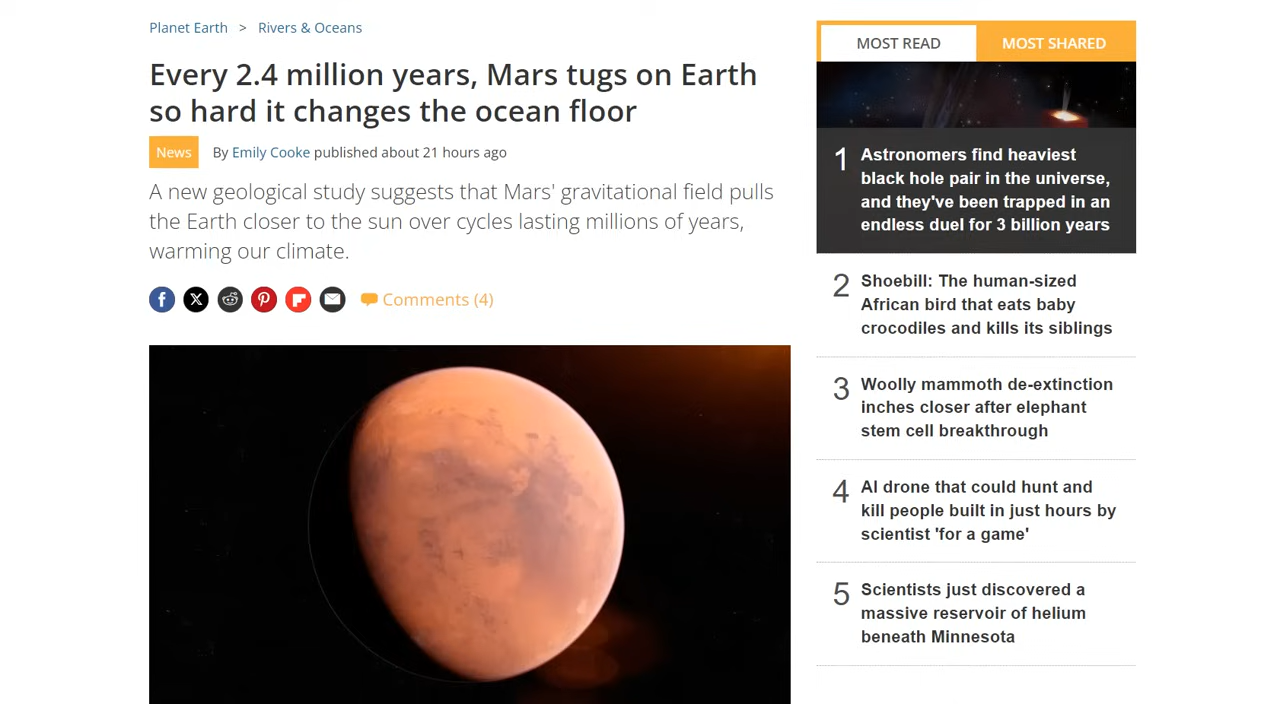 Planet Earth > Rivers & Oceans
Every 2.4 million years, Mars tugs on Earth
so hard it changes the ocean floor
News
By Emily Cooke published about 21 hours ago
A new geological study suggests that Mars' gravitational field pulls
the Earth closer to the sun over cycles lasting millions of years,
warming our climate.
Comments (4)
MOST READ
MOST SHARED
1
Astronomers find heaviest
black hole pair in the universe,
and they've been trapped in an
endless duel for 3 billion years
2
Shoebill: The human-sized
African bird that eats baby
crocodiles and kills its siblings
3
Woolly mammoth de-extinction
inches closer after elephant
stem cell breakthrough
4
AI drone that could hunt and
kill people built in just hours by
scientist 'for a game'
5
Scientists just discovered a
massive reservoir of helium
beneath Minnesota